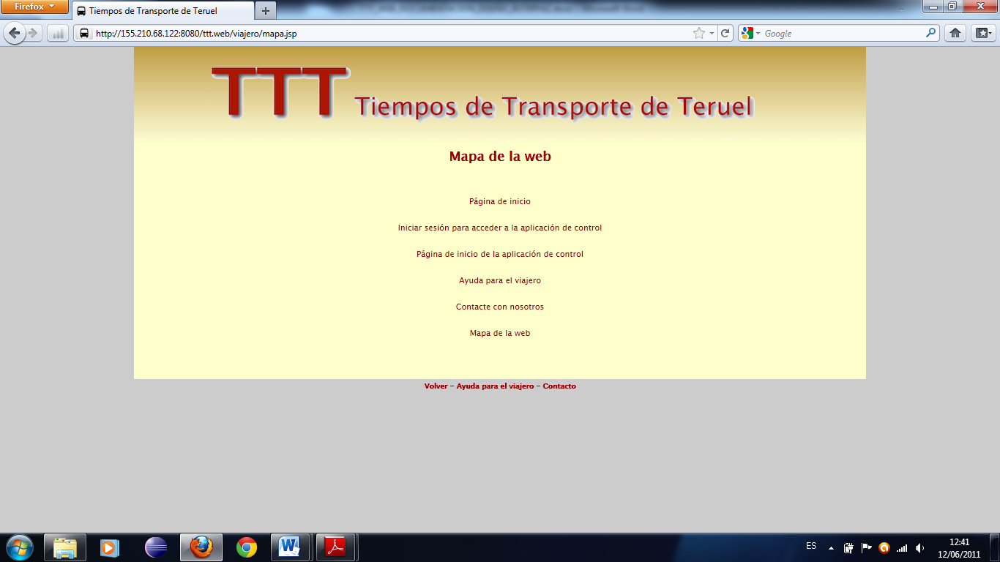 Firefox
Tiempos de Transporte de Teruel
http://155.210.68.122:8080/ttt.web/viajero/mapa.jsp
Google
TTT Tiempos de Transporte de Teruel
Mapa de la web
Página de inicio
Iniciar sesión para acceder a la aplicación de control
Página de inicio de la aplicación de control
Ayuda para el viajero
Contacte con nosotros
Mapa de la web
Volver - Ayuda para el viajero - Contacto
ES
12:41
12/06/2011